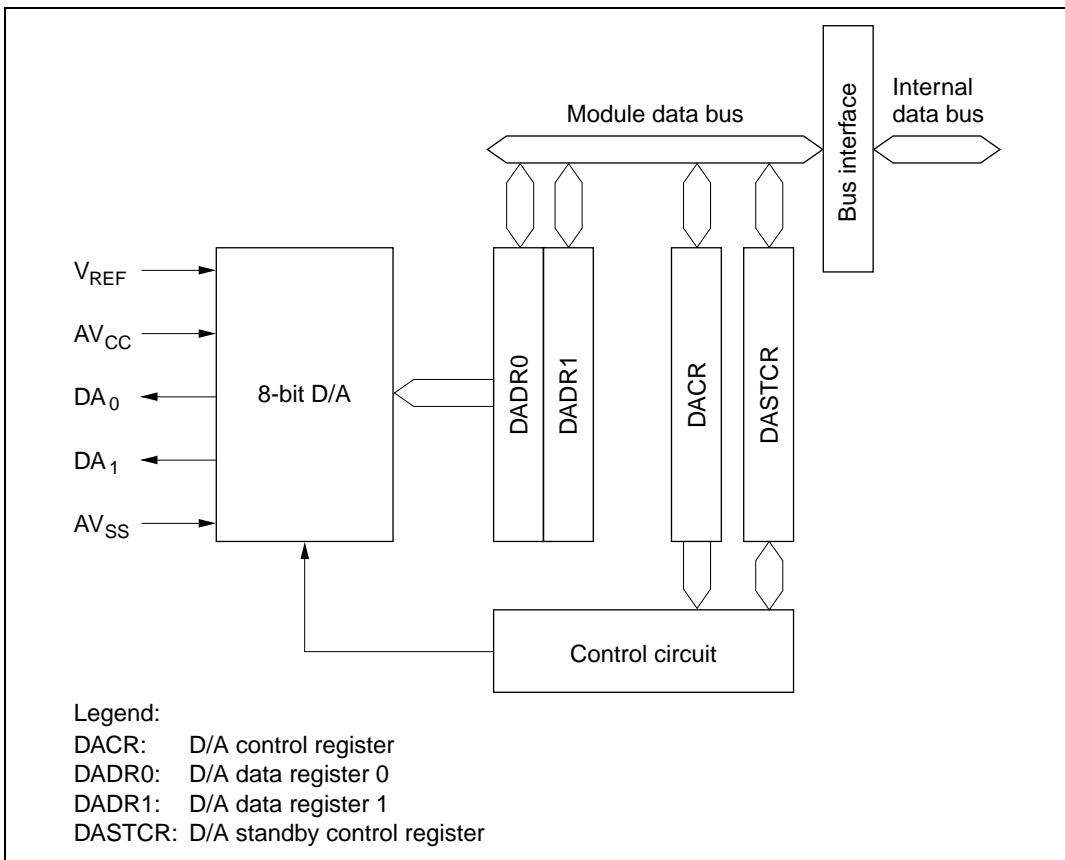 Module data bus
Bus interface
Internal
data bus
VREF
AVCC
DA0
DA1
AVSS
8-bit D/A
DADR0
DADR1
DACR
DASTCR
Control circuit
Legend:
DACR: D/A control register
DADR0: D/A data register 0
DADR1: D/A data register 1
DASTCR: D/A standby control register